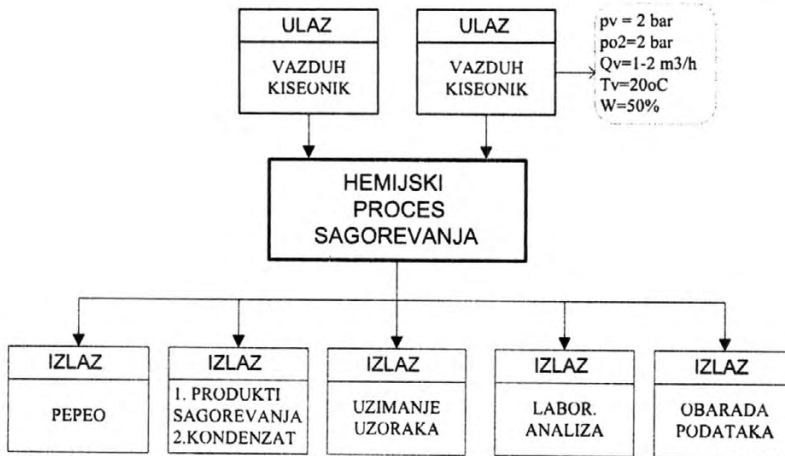 ULAZ
VAZDUH
KISEONIK
ULAZ
VAZDUH
KISEONIK
pv = 2 bar
po2=2 bar
Qv=1-2 m3/h
Tv=20oC
W=50%
HEMIJSKI
PROCES
SAGOREVANJA
IZLAZ
PEPEO
IZLAZ
1. PRODUKTI
SAGOREVANJA
2.KONDENZAT
IZLAZ
UZIMANJE
UZORAKA
IZLAZ
LABOR.
ANALIZA
IZLAZ
OBARADA
PODATAKA